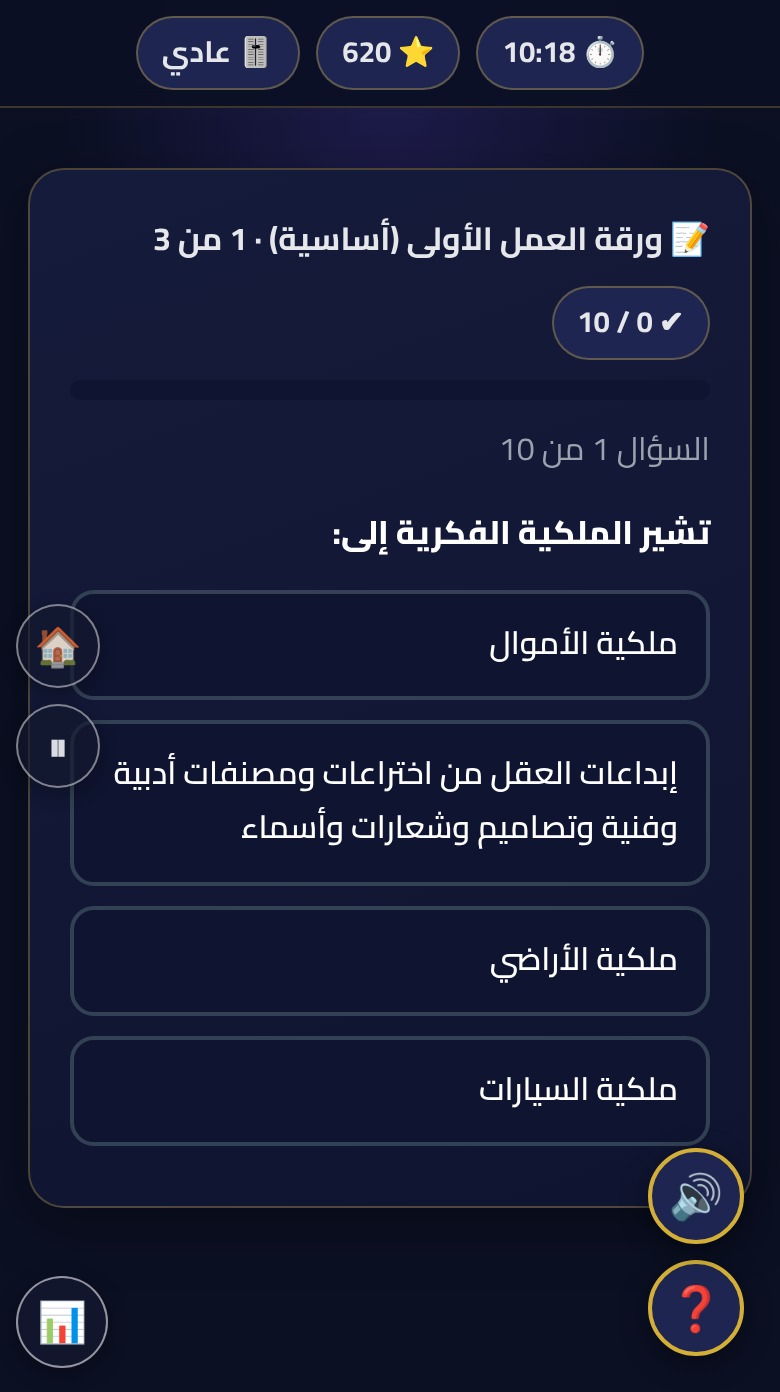 ⏱️ 10:18
⭐ 620
🎚️ عادي
📝 ورقة العمل الأولى (أساسية) · 1 من 3
✔ 0 / 10
السؤال 1 من 10
تشير الملكية الفكرية إلى:
ملكية الأموال
إبداعات العقل من اختراعات ومصنفات أدبية
وفنية وتصاميم وشعارات وأسماء
ملكية الأراضي
ملكية السيارات